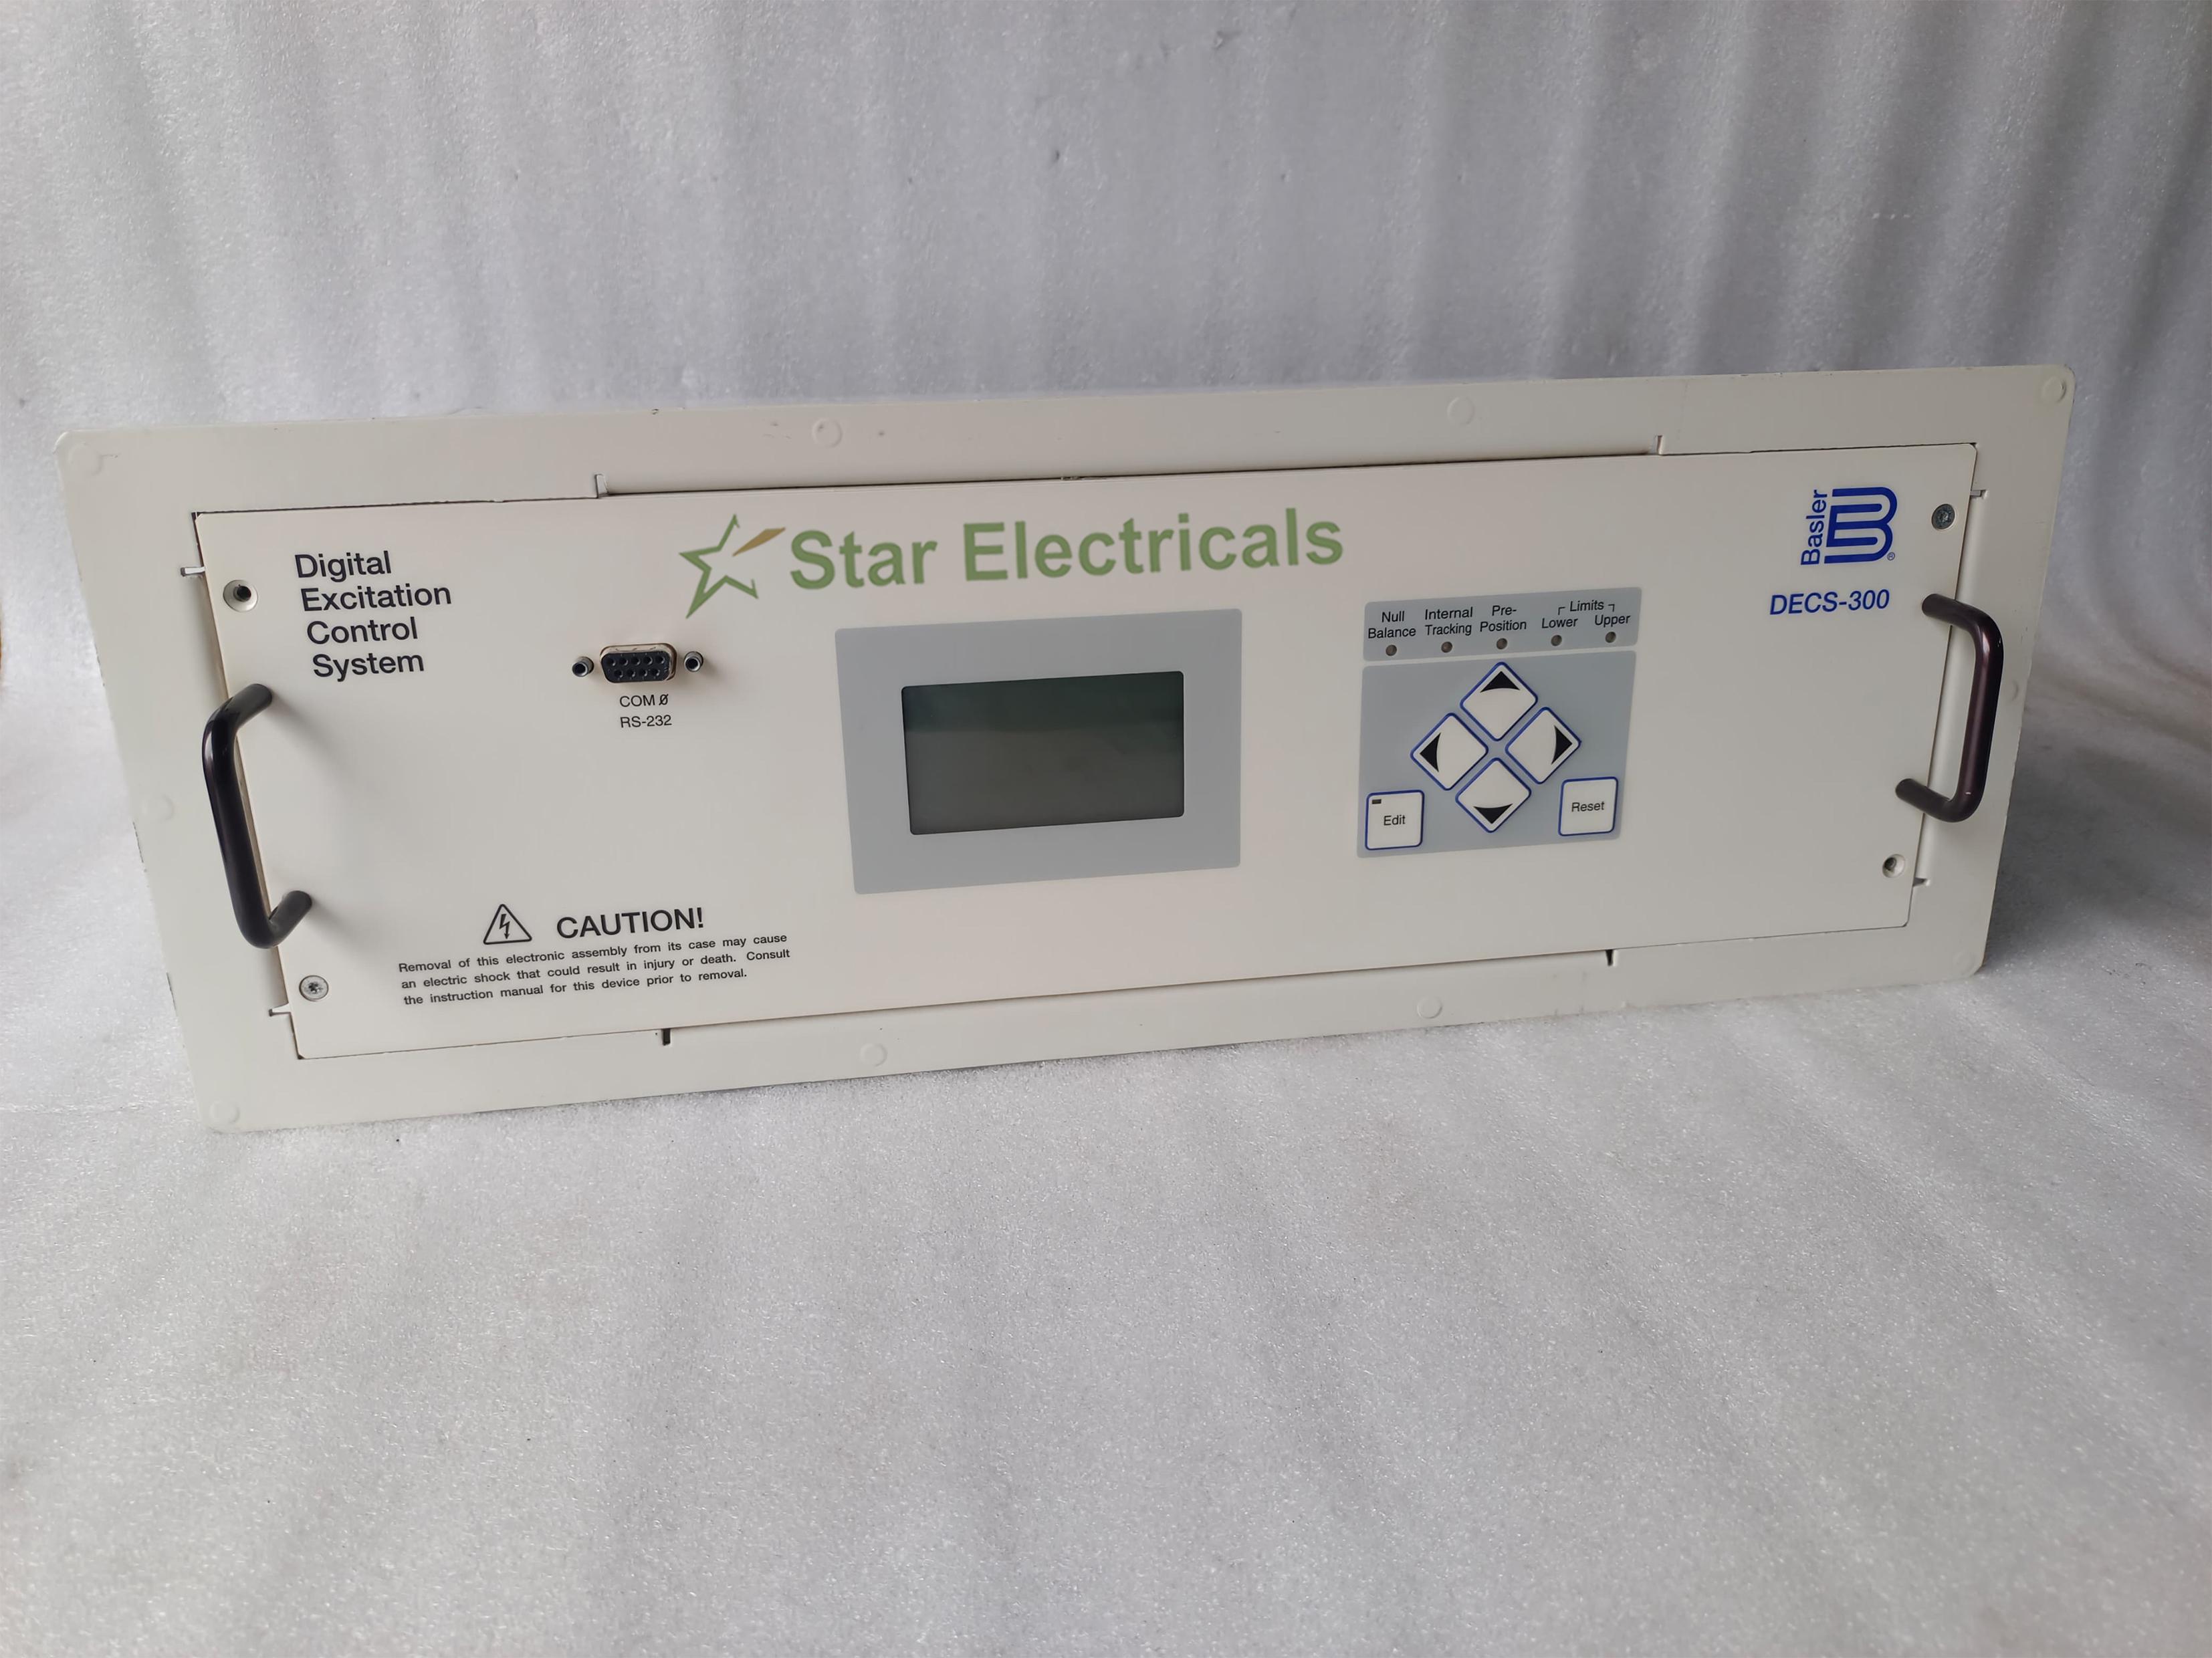 Star Electricals
Digital
Excitation
Control
System
COM 0
RS-232
Null
Balance
Internal
Tracking
Pre-
Position
Limits
Lower
Upper
Edit
Reset
Basler
B
®
DECS-300
CAUTION!
Removal of this electronic assembly from its case may cause
an electric shock that could result in injury or death. Consult
the instruction manual for this device prior to removal.